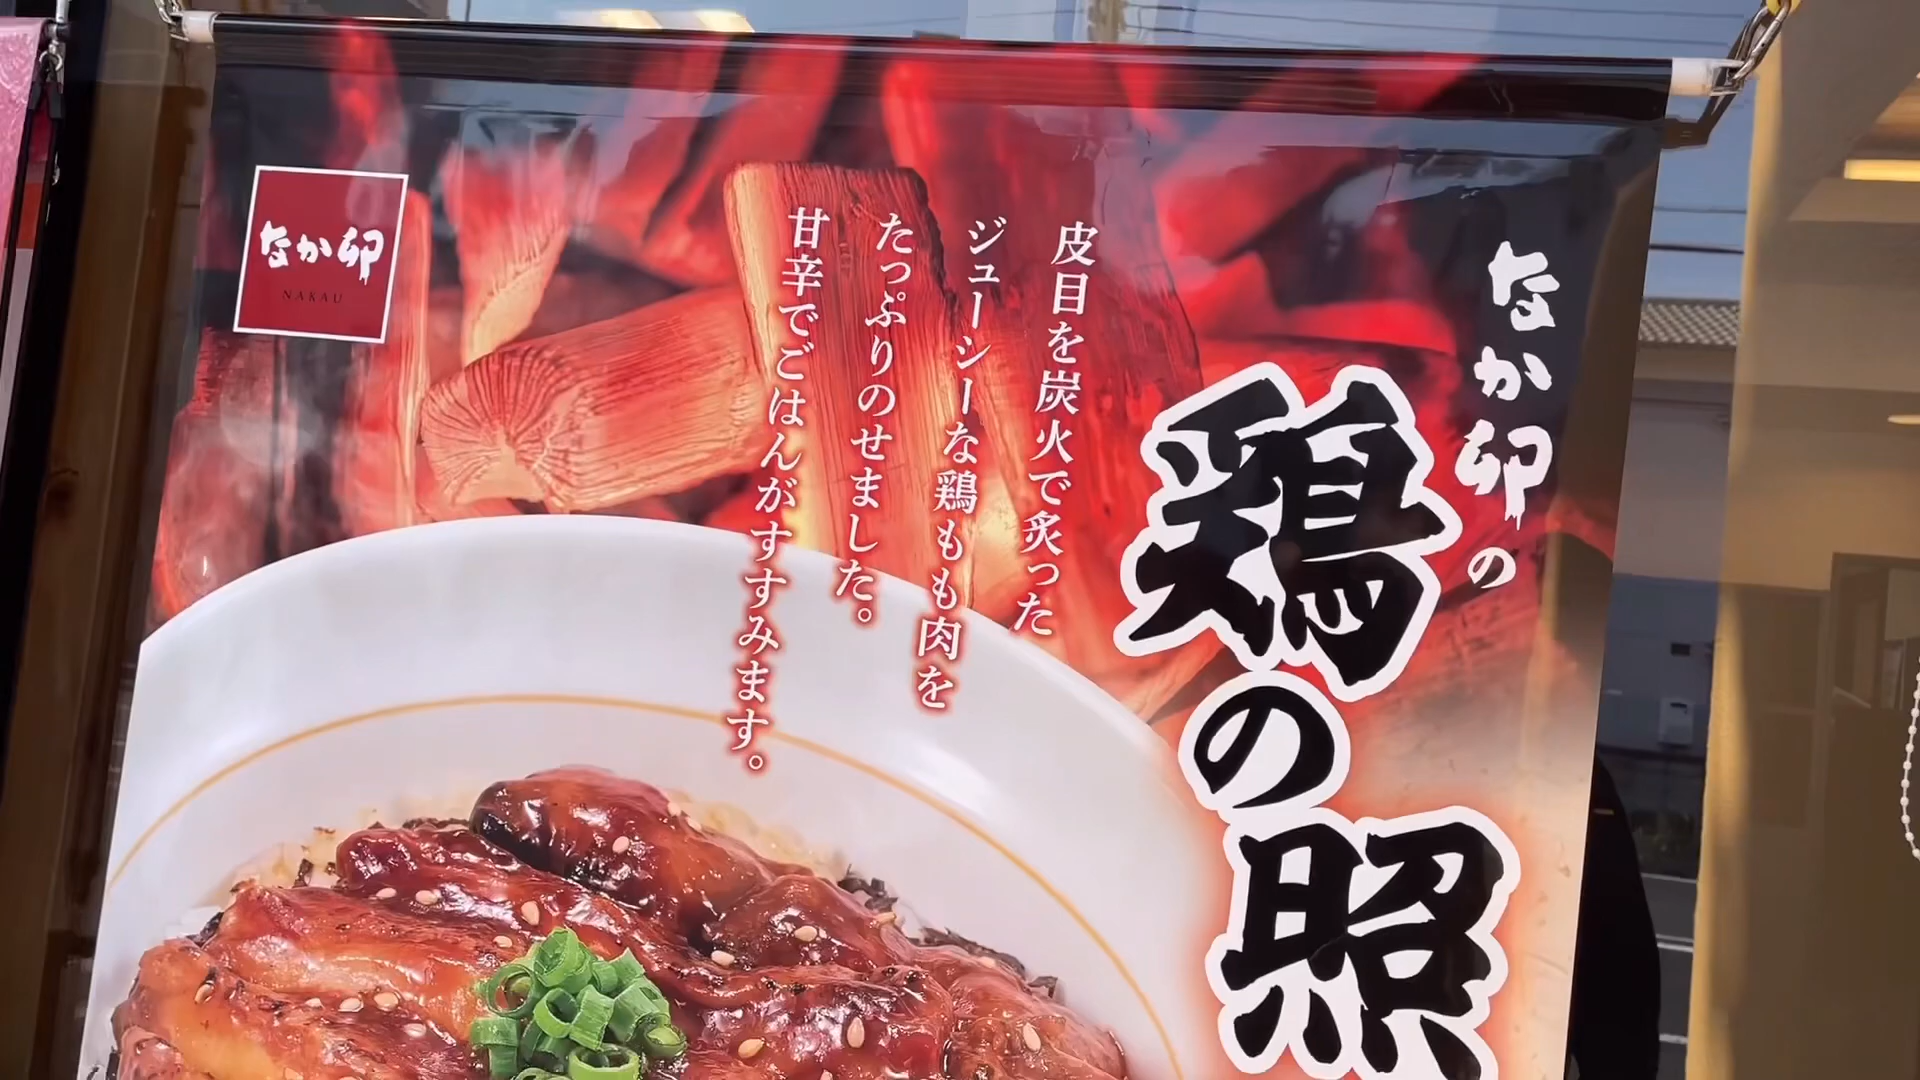 なか卯
NAKAU
なか卯の
鶏の照
皮目を炭火で炙った
ジューシーな鶏もも肉を
たっぷりのせました。
甘辛でごはんがすすみます。